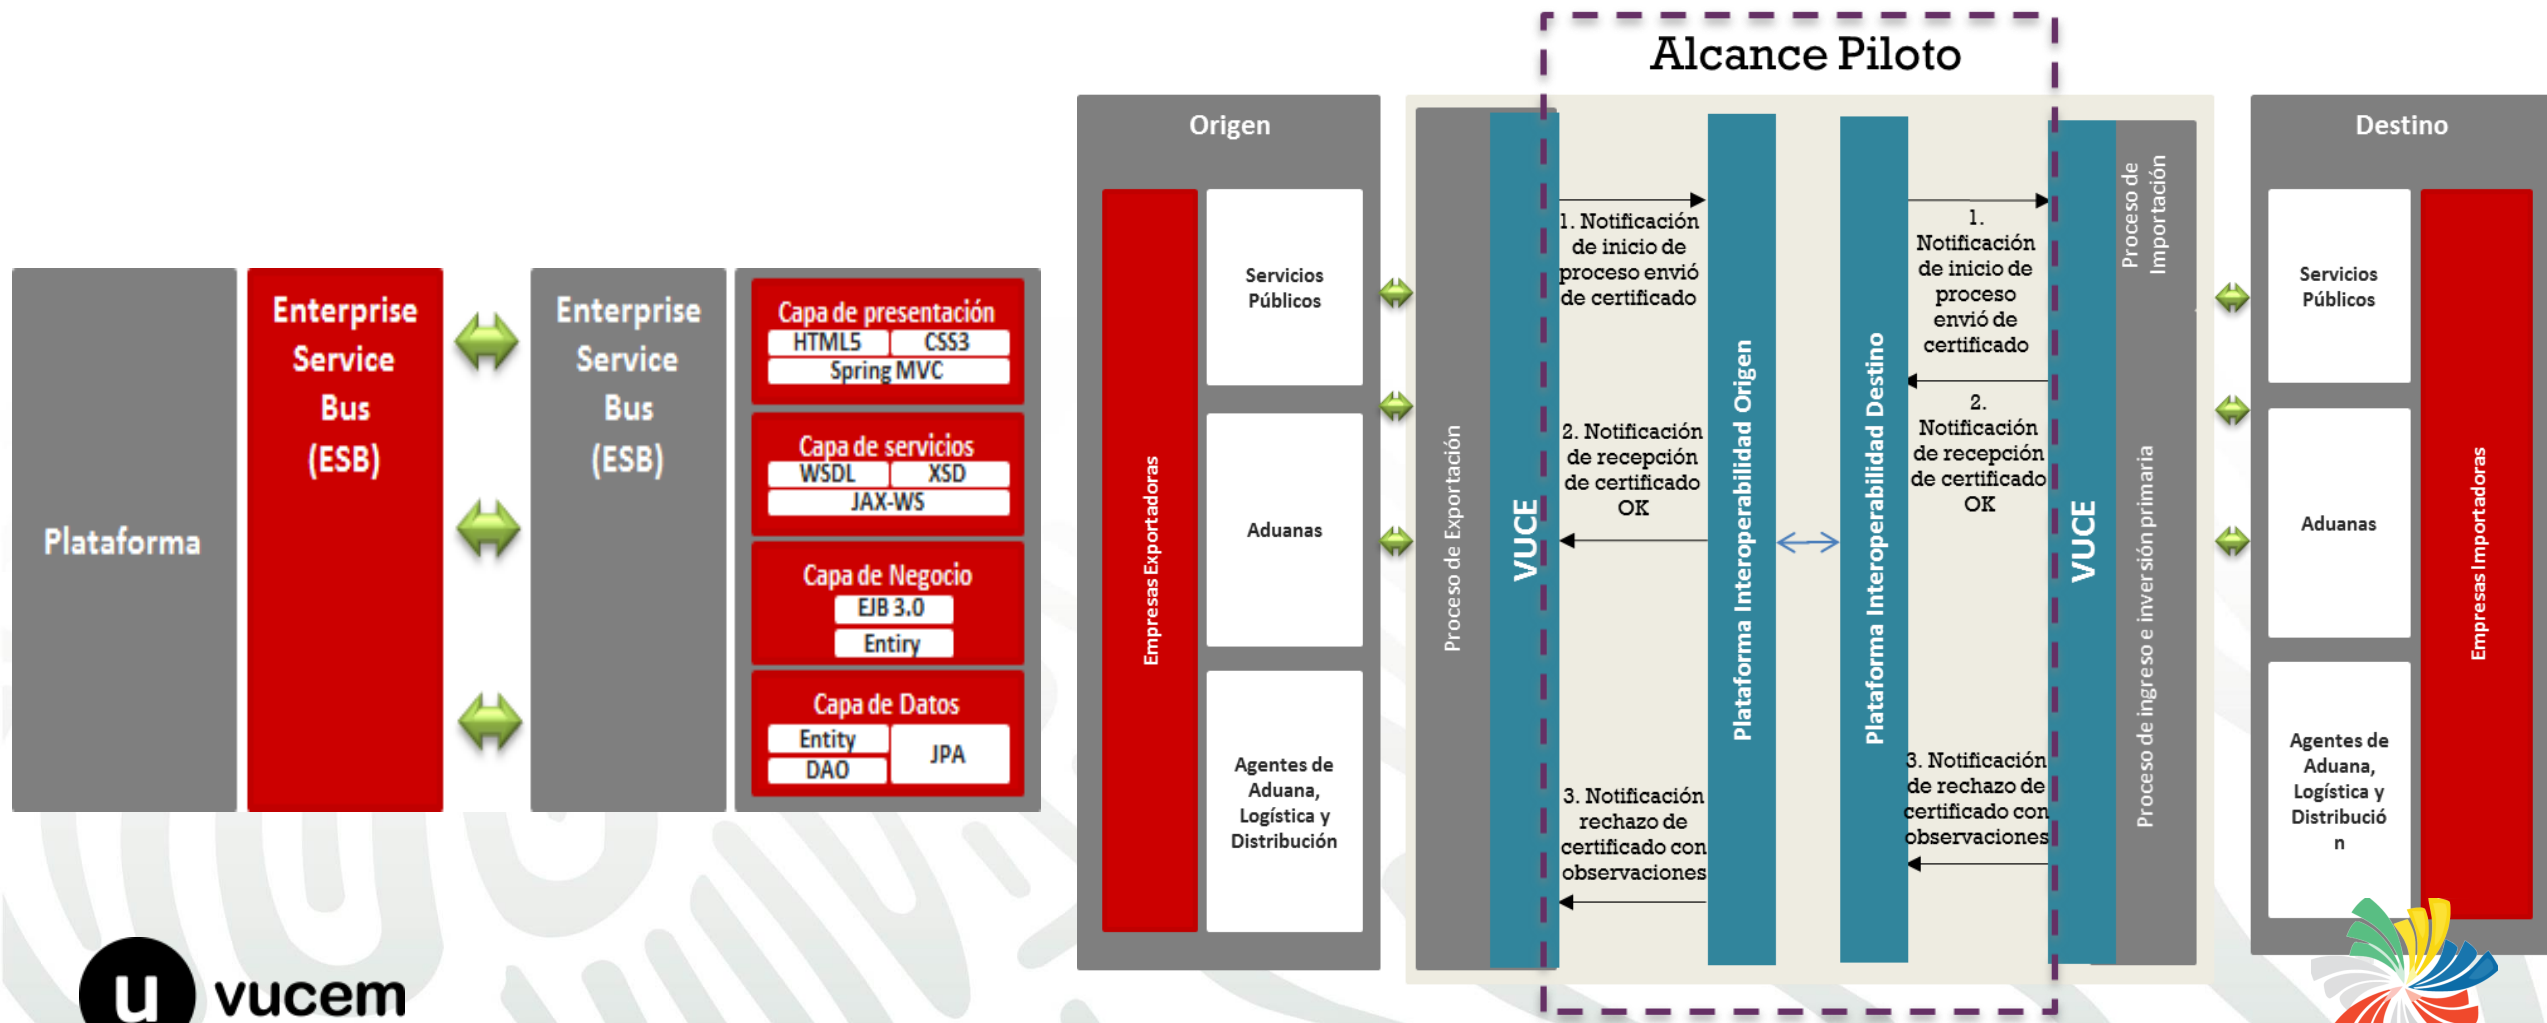 Plataforma
Enterprise
Service
Bus
(ESB)
Enterprise
Service
Bus
(ESB)
Capa de presentación
HTML5
CSS3
Spring MVC
Capa de servicios
WSDL
XSD
JAX-WS
Capa de Negocio
EJB 3.0
Entiry
Capa de Datos
Entity
DAO
JPA
u
vucem
Alcance Piloto
Origen
Empresas Exportadoras
Servicios
Públicos
Aduanas
Agentes de
Aduana,
Logística y
Distribución
Proceso de Exportación
VUCE
1. Notificación
de inicio de
proceso envió
de certificado
2. Notificación
de recepción
de certificado
OK
3. Notificación
rechazo de
certificado con
observaciones
Plataforma Interoperabilidad Origen
Plataforma Interoperabilidad Destino
1.
Notificación
de inicio de
proceso
envió de
certificado
2.
Notificación
de recepción
de certificado
OK
3. Notificación
de rechazo de
certificado con
observaciones
VUCE
Proceso de
Importación
Proceso de ingreso e inversión primaria
Destino
Servicios
Públicos
Aduanas
Agentes de
Aduana,
Logística y
Distribució
n
Empresas Importadoras